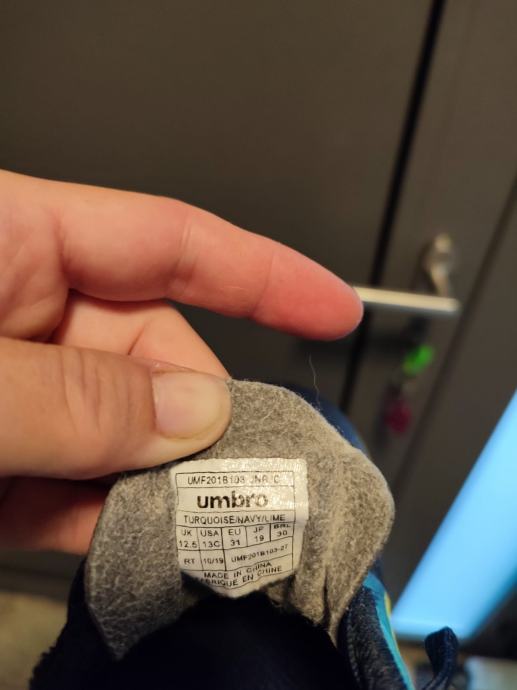 UMF201B103 JNR C
umbro
TURQUOISE/NAVY/LIME
UK USA EU JP BRL
12.5 13C 31 19 30
RT 10/19 UMF201B103-27
MADE IN CHINA
FABRIQUE EN CHINE